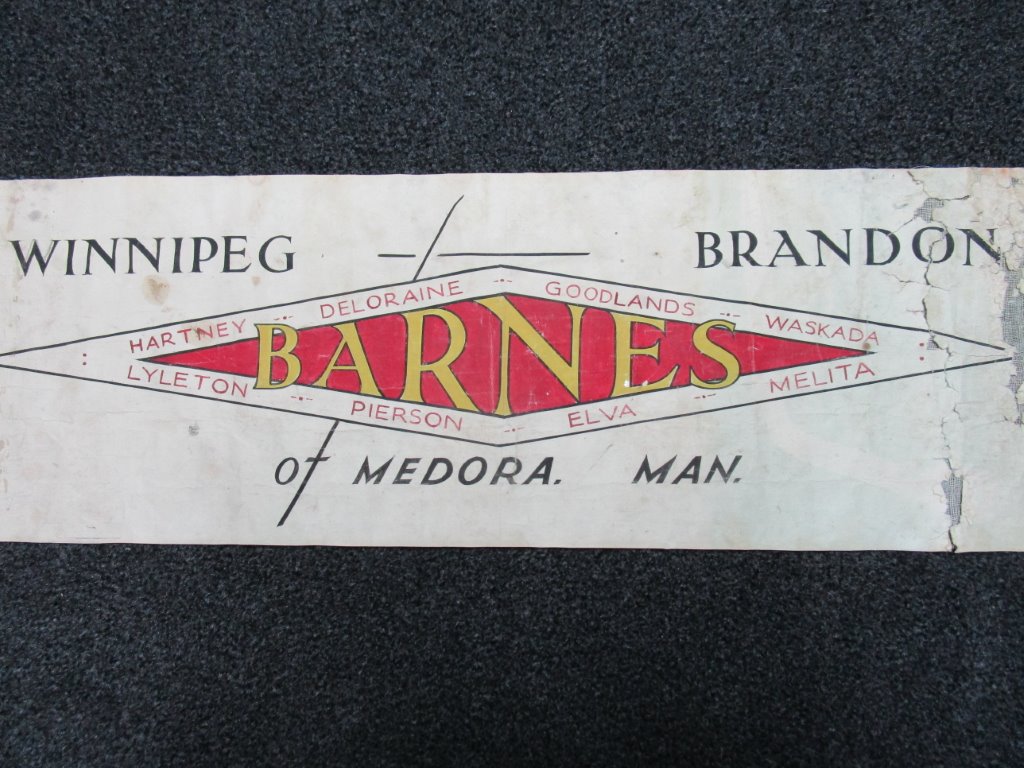 WINNIPEG — BRANDON
HARTNEY -·- DELORAINE -·- GOODLANDS -·- WASKADA
BARNES
LYLETON -·- PIERSON -·- ELVA -·- MELITA
of MEDORA. MAN.